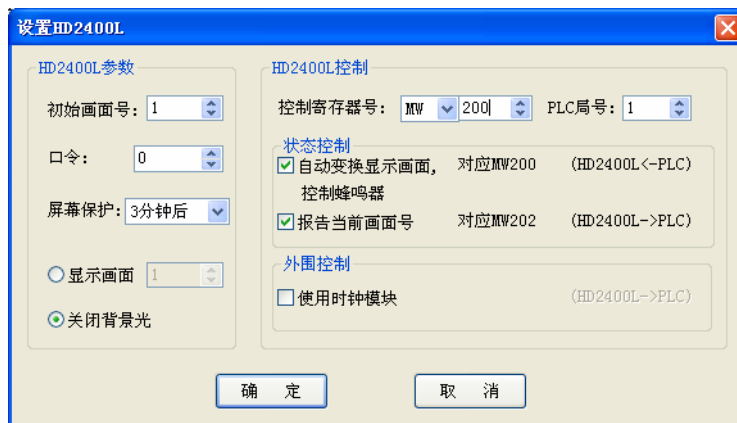 设置HD2400L
HD2400L参数
初始画面号: 1
口令: 0
屏幕保护: 3分钟后
显示画面 1
关闭背景光
HD2400L控制
控制寄存器号: MW 200 PLC局号: 1
状态控制
自动变换显示画面, 对应MW200 (HD2400L<-PLC)
控制蜂鸣器
报告当前画面号 对应MW202 (HD2400L->PLC)
外围控制
使用时钟模块 (HD2400L->PLC)
确 定 取 消